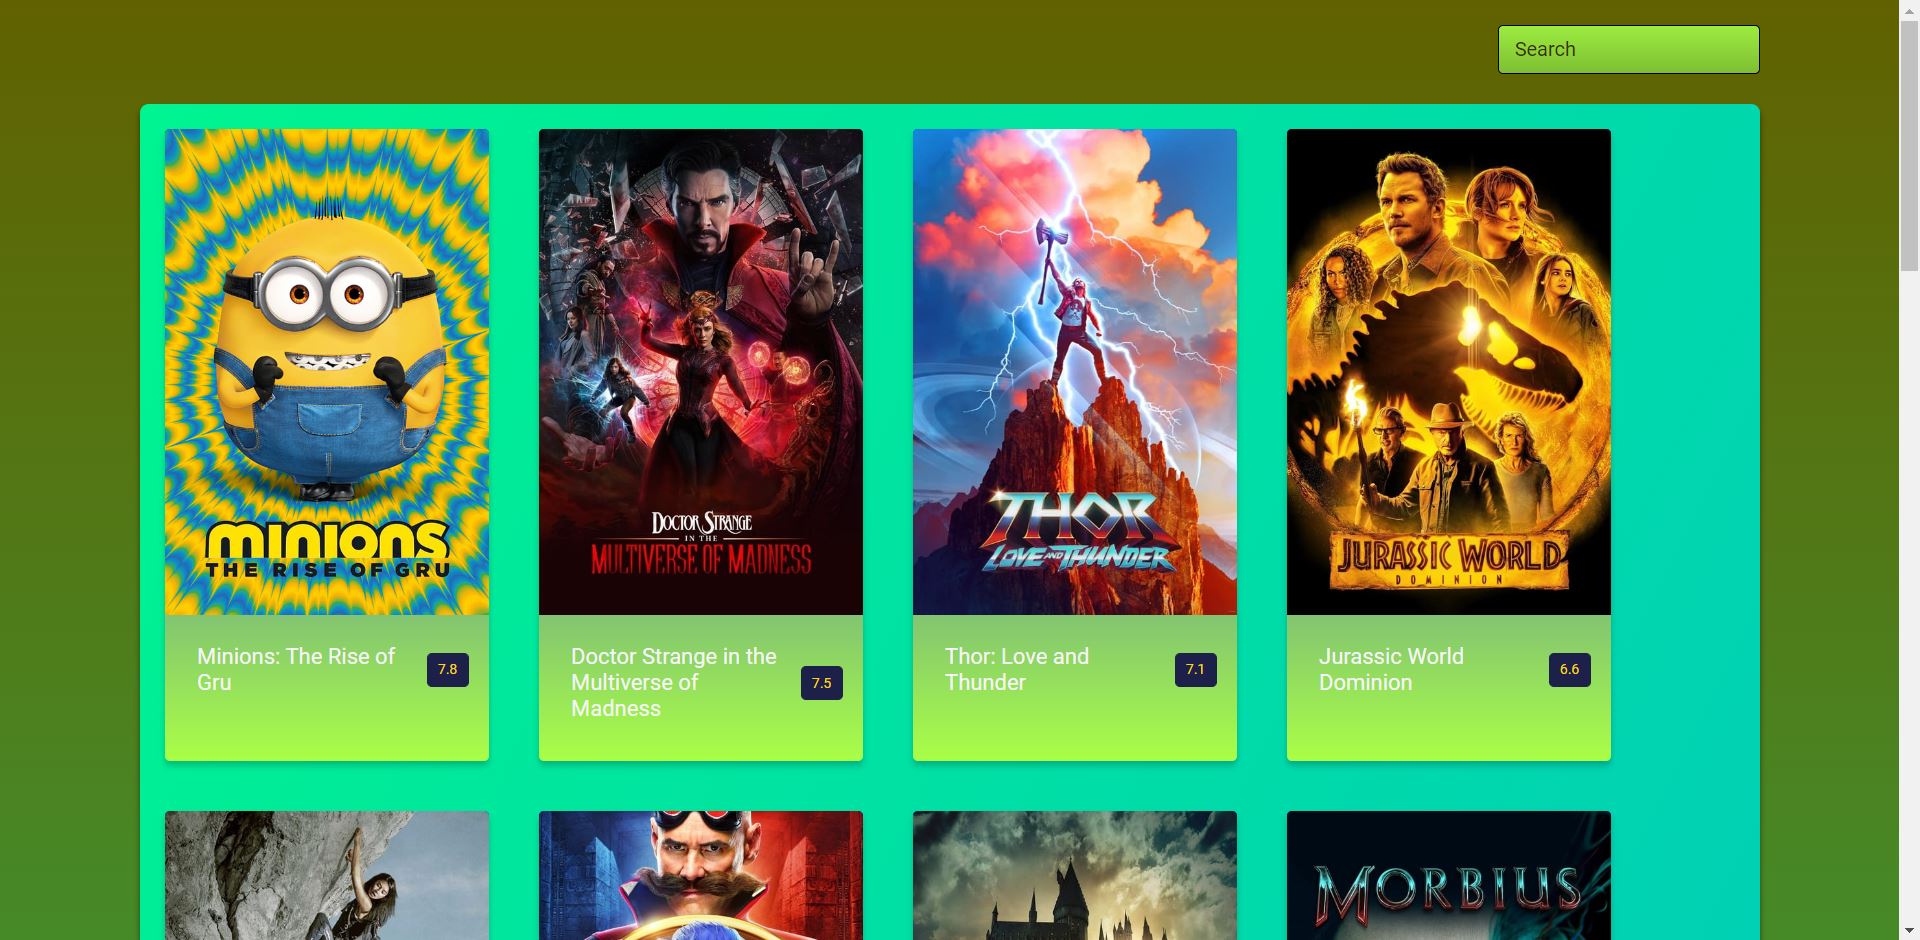 Search
MINIONS
THE RISE OF GRU
DOCTOR STRANGE
IN THE
MULTIVERSE OF MADNESS
THOR
LOVE AND THUNDER
JURASSIC WORLD
DOMINION
Minions: The Rise of
Gru
7.8
Doctor Strange in the
Multiverse of
Madness
7.5
Thor: Love and
Thunder
7.1
Jurassic World
Dominion
6.6
MORBIUS